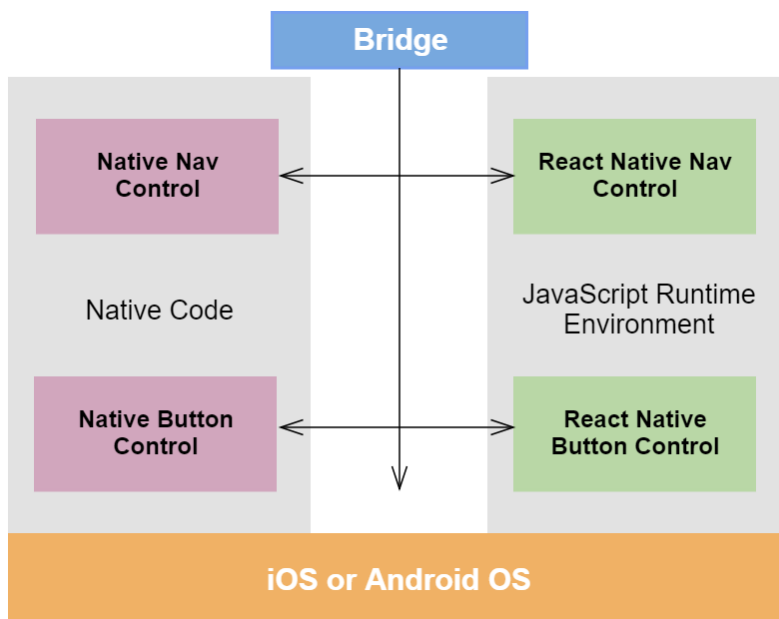 Bridge
Native Nav
Control
React Native Nav
Control
Native Code
JavaScript Runtime
Environment
Native Button
Control
React Native
Button Control
iOS or Android OS